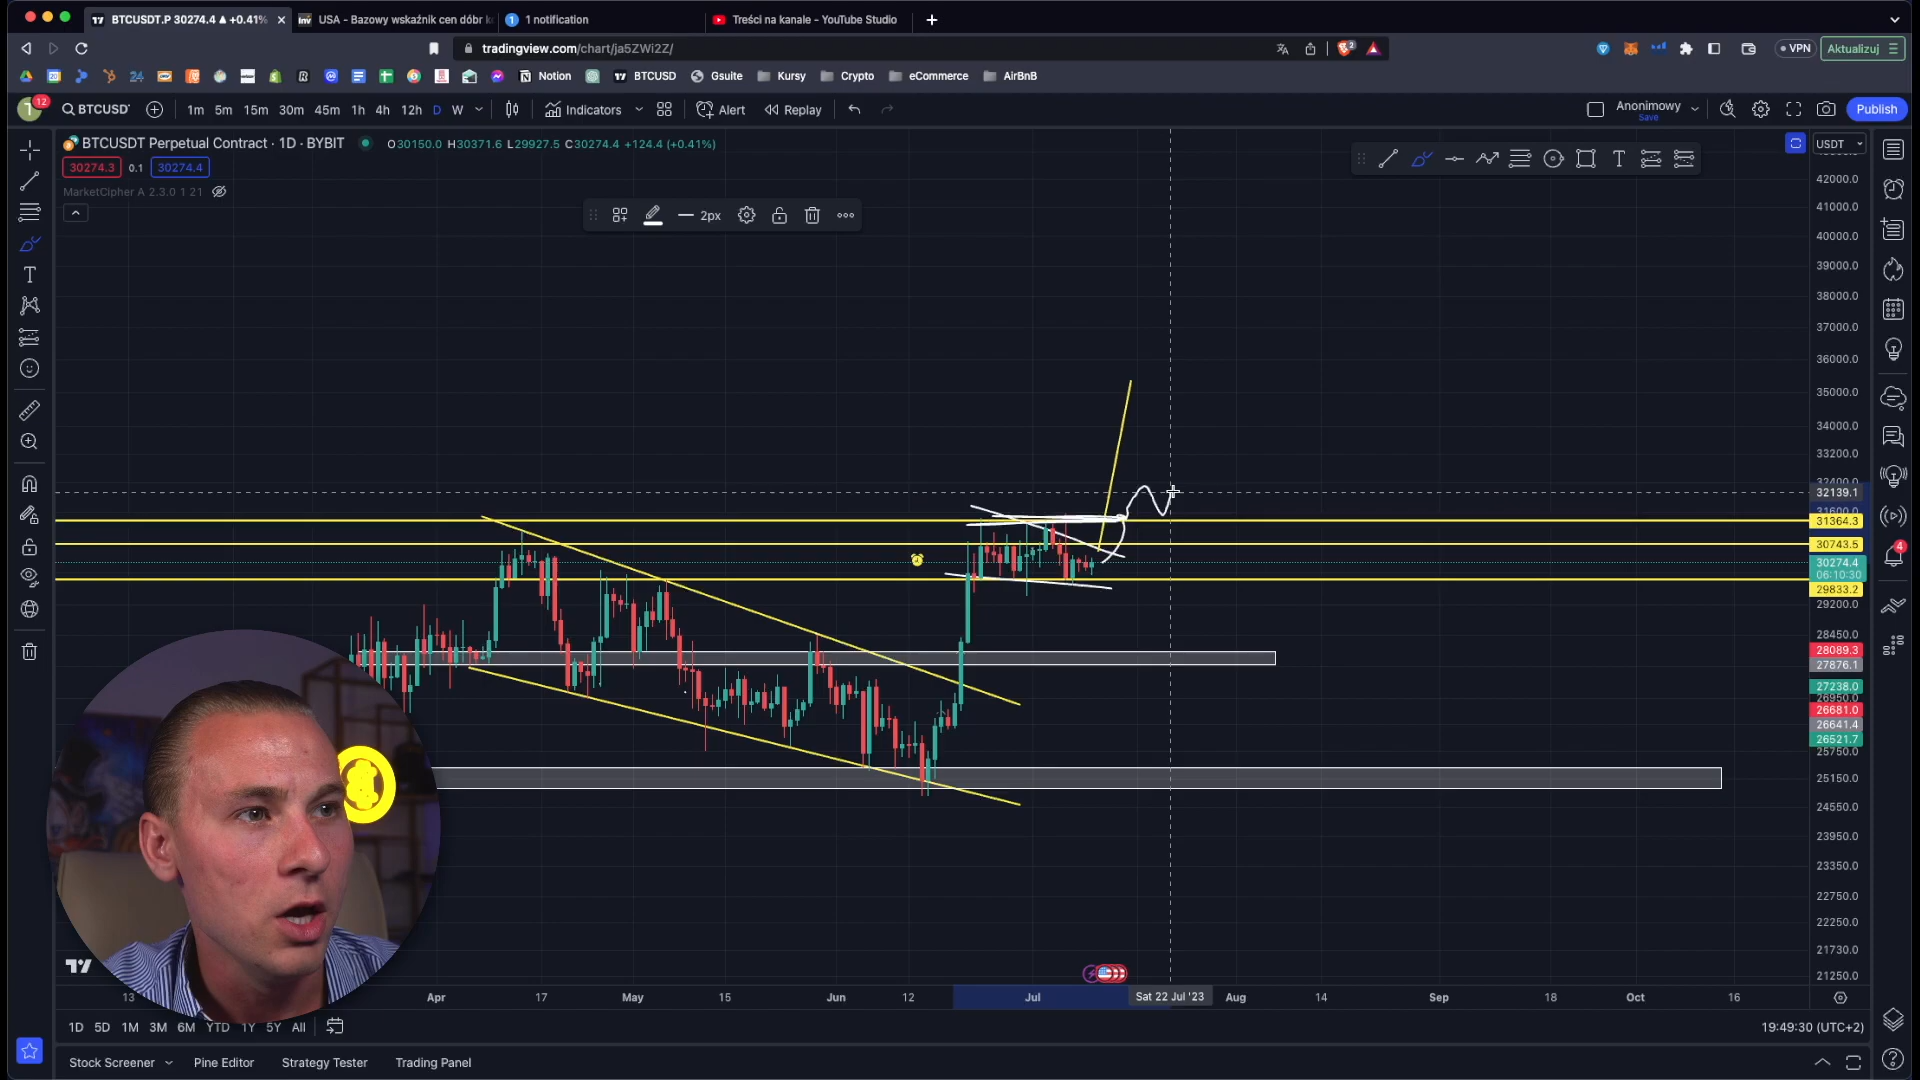 BTCUSDT.P 30274.4 ▲ +0.41%
USA - Bazowy wskaźnik cen dóbr k
1 notification
Treści na kanale - YouTube Studio
tradingview.com/chart/ja5ZWi2Z/
VPN
Aktualizuj
24
Notion
BTCUSD
Gsuite
Kursy
Crypto
eCommerce
AirBnB
12
BTCUSD
1m 5m 15m 30m 45m 1h 4h 12h D W
Indicators
Alert
Replay
Anonimowy
Save
Publish
BTCUSDT Perpetual Contract · 1D · BYBIT
O30150.0 H30371.6 L29927.5 C30274.4 +124.4 (+0.41%)
30274.3 0.1 30274.4
MarketCipher A 2.3.0 1 21
2px
USDT
42000.0
41000.0
40000.0
39000.0
38000.0
37000.0
36000.0
35000.0
34000.0
33200.0
32139.1
31600.0
31364.3
30743.5
30274.4
06:10:30
29833.2
29200.0
28450.0
28089.3
27876.1
27238.0
26950.0
26681.0
26641.4
26521.7
25750.0
25150.0
24550.0
23950.0
23350.0
22750.0
22250.0
21730.0
21250.0
4
13 Apr 17 May 15 Jun 12 Jul Sat 22 Jul '23 Aug 14 Sep 18 Oct 16
1D 5D 1M 3M 6M YTD 1Y 5Y All
19:49:30 (UTC+2)
Stock Screener
Pine Editor
Strategy Tester
Trading Panel